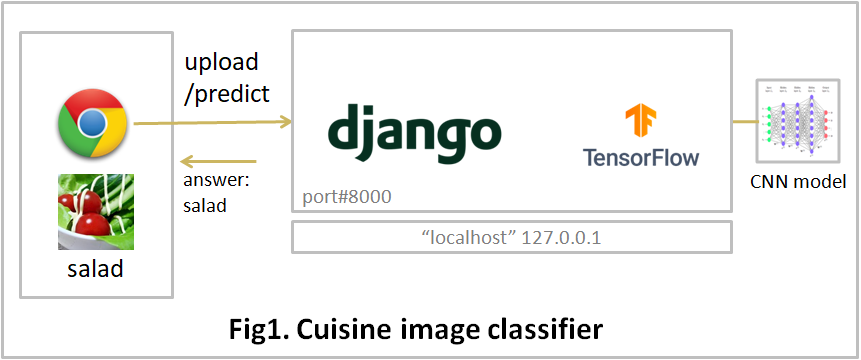 upload
/predict
django
TensorFlow
CNN model
answer:
salad
port#8000
salad
“localhost” 127.0.0.1
Fig1. Cuisine image classifier